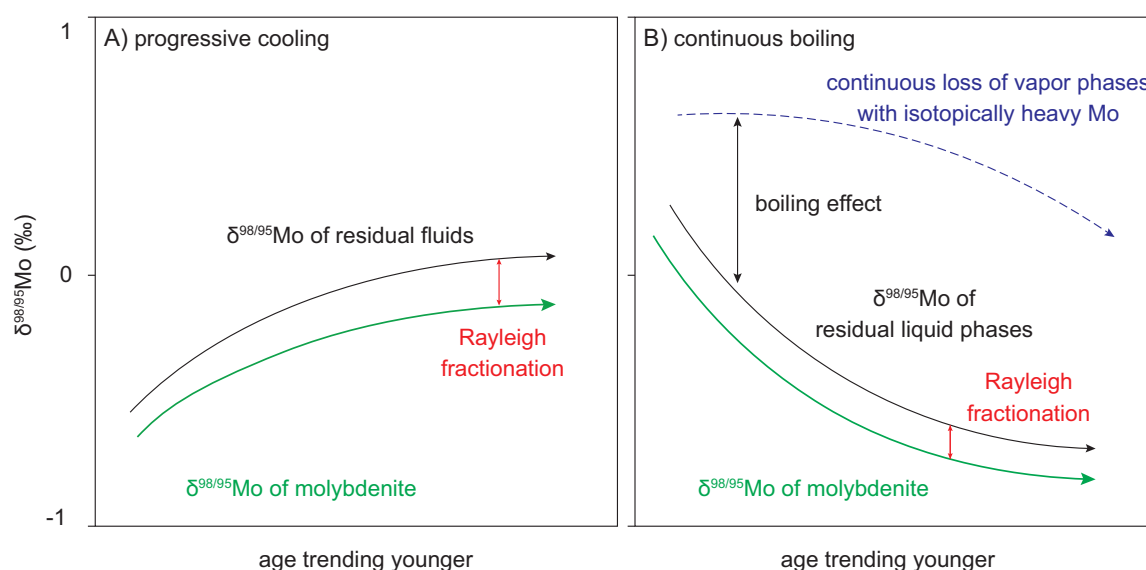 A) progressive cooling
1
0
-1
δ98/95Mo (‰)
δ98/95Mo of residual fluids
Rayleigh
fractionation
δ98/95Mo of molybdenite
age trending younger
B) continuous boiling
continuous loss of vapor phases
with isotopically heavy Mo
boiling effect
δ98/95Mo of
residual liquid phases
Rayleigh
fractionation
δ98/95Mo of molybdenite
age trending younger